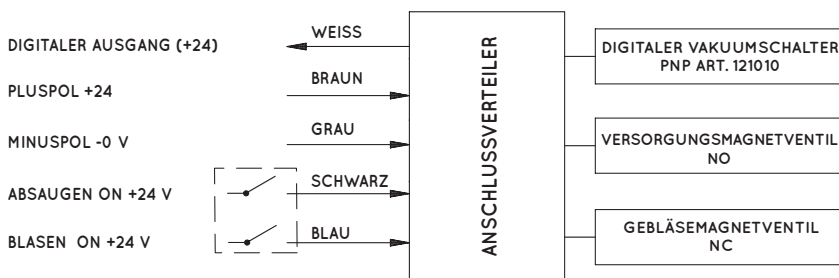 DIGITALER AUSGANG (+24)
WEISS
PLUSPOL +24
BRAUN
MINUSPOL -0 V
GRAU
ABSAUGEN ON +24 V
SCHWARZ
BLASEN ON +24 V
BLAU
ANSCHLUSSVERTEILER
DIGITALER VAKUUMSCHALTER
PNP ART. 121010
VERSORGUNGSMAGNETVENTIL
NO
GEBLÄSEMAGNETVENTIL
NC